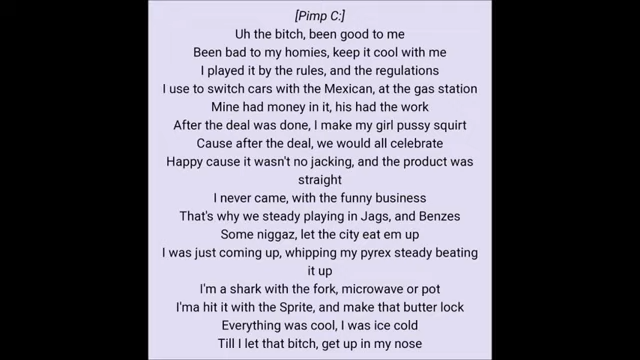 [Pimp C:]
Uh the bitch, been good to me
Been bad to my homies, keep it cool with me
I played it by the rules, and the regulations
I use to switch cars with the Mexican, at the gas station
Mine had money in it, his had the work
After the deal was done, I make my girl pussy squirt
Cause after the deal, we would all celebrate
Happy cause it wasn't no jacking, and the product was
straight
I never came, with the funny business
That's why we steady playing in Jags, and Benzes
Some niggaz, let the city eat em up
I was just coming up, whipping my pyrex steady beating
it up
I'm a shark with the fork, microwave or pot
I'ma hit it with the Sprite, and make that butter lock
Everything was cool, I was ice cold
Till I let that bitch, get up in my nose